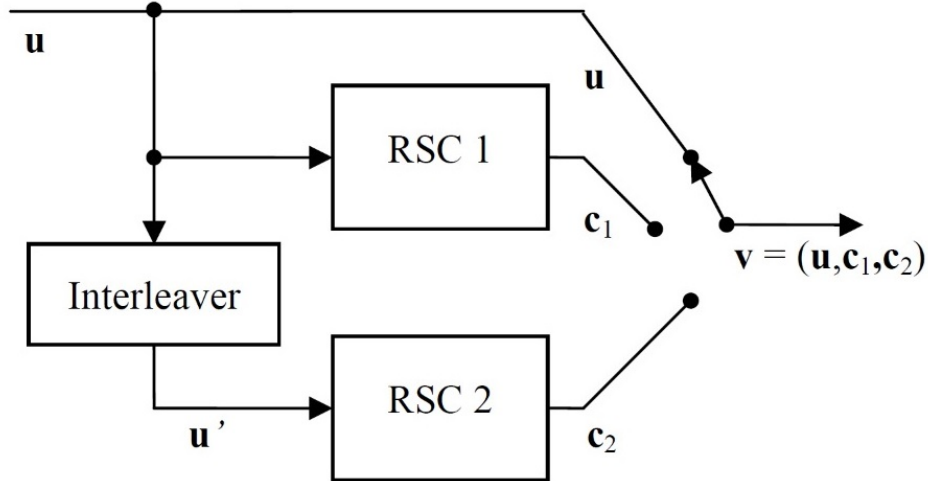 u
u
RSC 1
c₁
v = (u,c₁,c₂)
Interleaver
RSC 2
u’
c₂